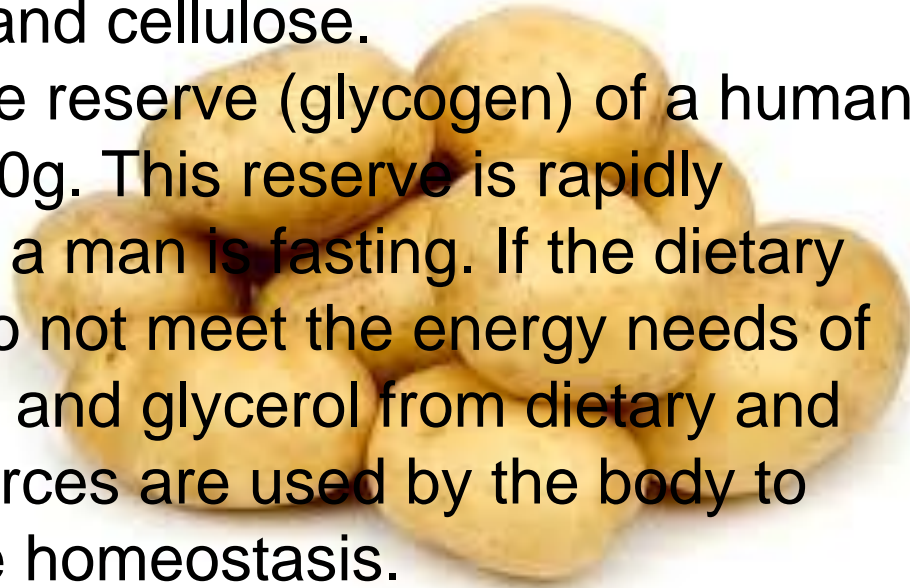 and cellulose.
e reserve (glycogen) of a human
0g. This reserve is rapidly
a man is fasting. If the dietary
o not meet the energy needs of
and glycerol from dietary and
rces are used by the body to
e homeostasis.